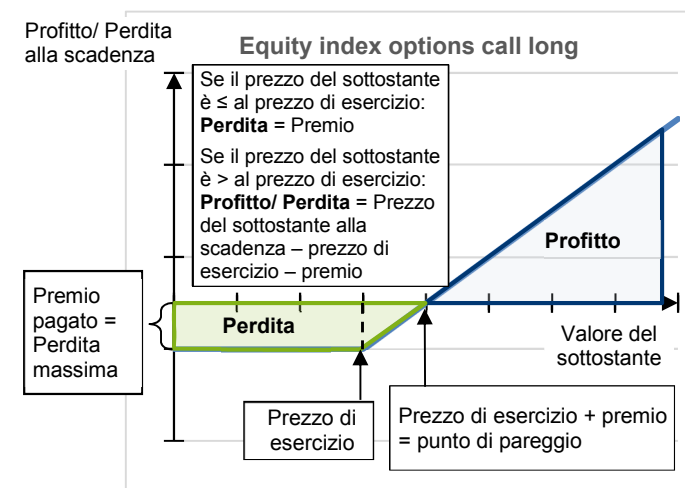 Profitto/ Perdita
alla scadenza
Equity index options call long
Se il prezzo del sottostante
è ≤ al prezzo di esercizio:
Perdita = Premio
Se il prezzo del sottostante
è > al prezzo di esercizio:
Profitto/ Perdita = Prezzo
del sottostante alla
scadenza – prezzo di
esercizio – premio
Profitto
Premio
pagato =
Perdita
massima
Perdita
Valore del
sottostante
Prezzo di
esercizio
Prezzo di esercizio + premio
= punto di pareggio